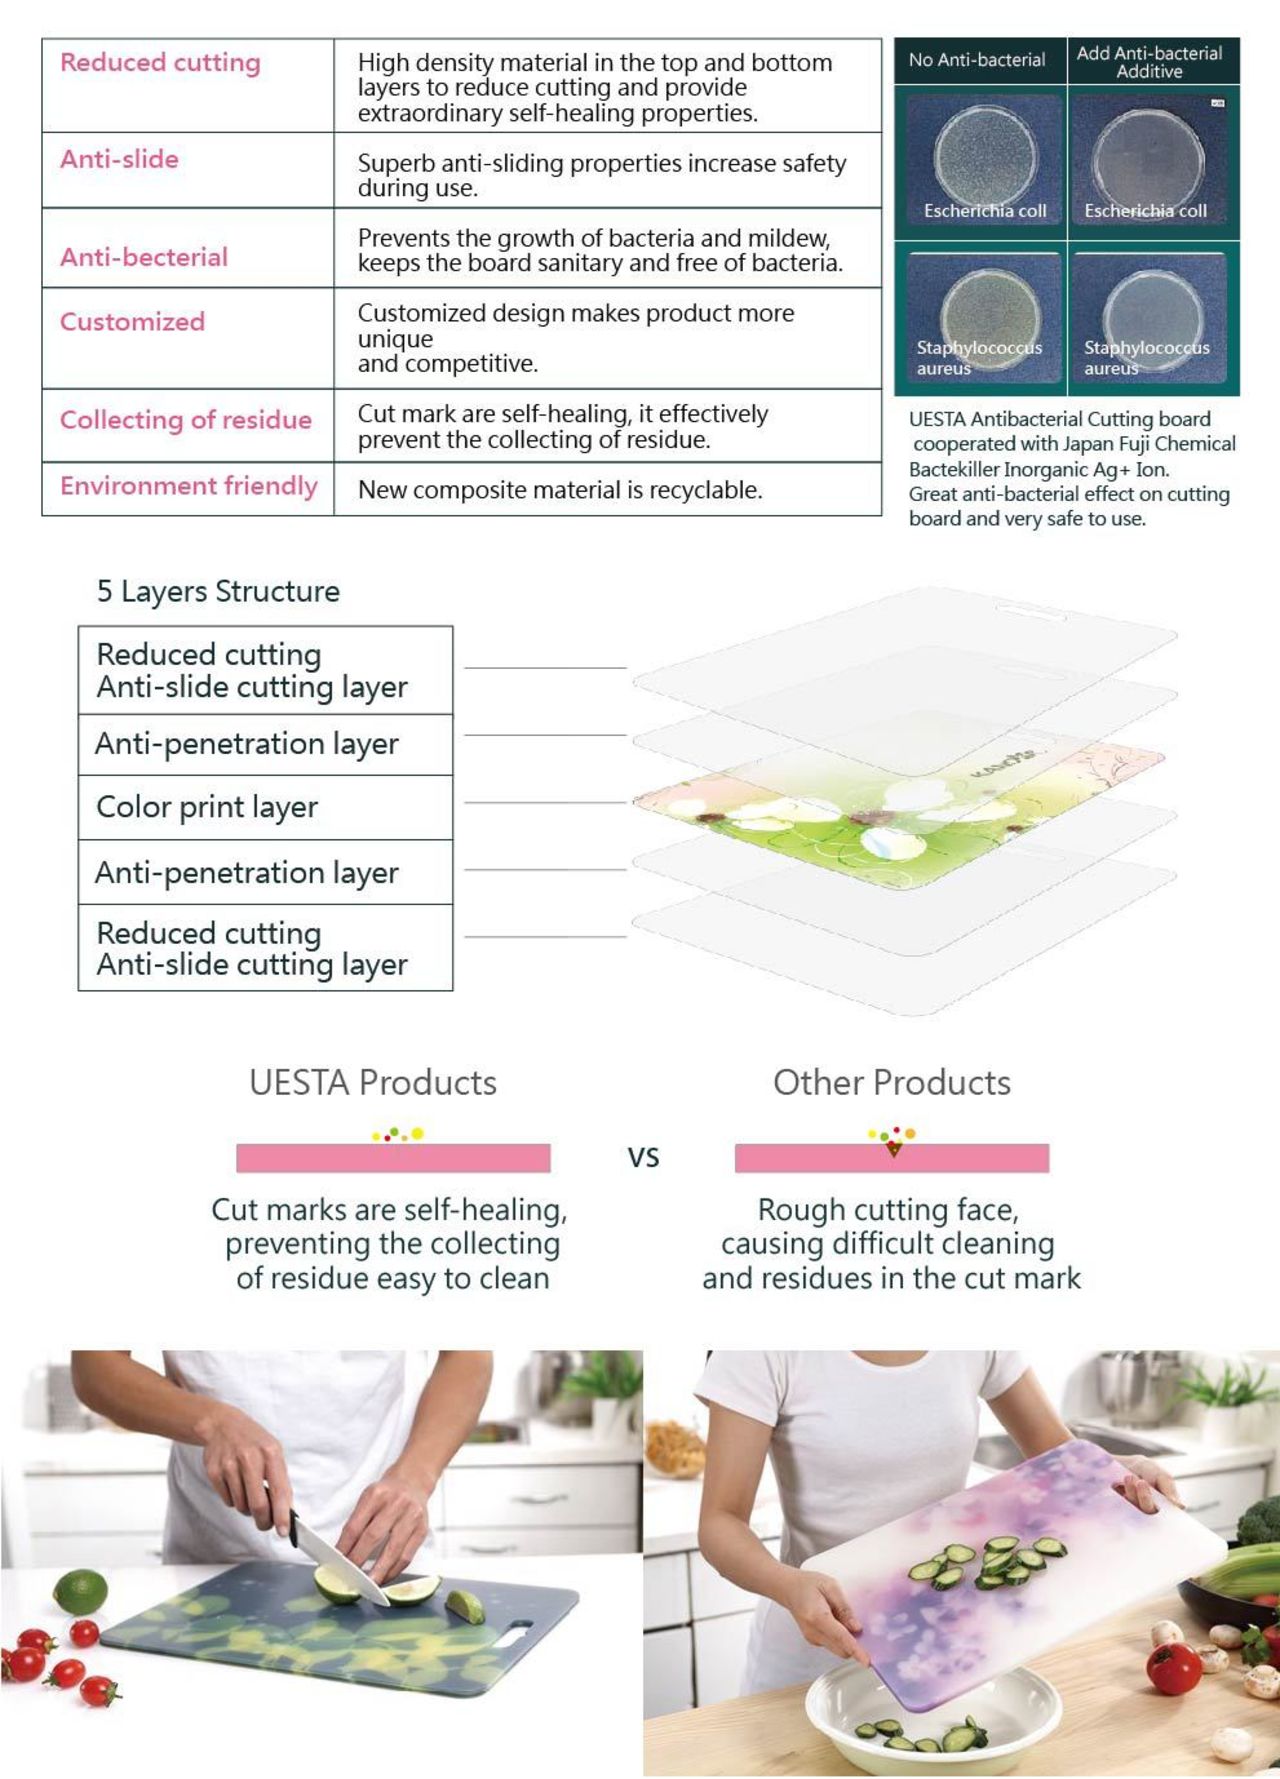 Reduced cutting
High density material in the top and bottom
layers to reduce cutting and provide
extraordinary self-healing properties.
Anti-slide
Superb anti-sliding properties increase safety
during use.
Anti-becterial
Prevents the growth of bacteria and mildew,
keeps the board sanitary and free of bacteria.
Customized
Customized design makes product more
unique
and competitive.
Collecting of residue
Cut mark are self-healing, it effectively
prevent the collecting of residue.
Environment friendly
New composite material is recyclable.
No Anti-bacterial
Add Anti-bacterial
Additive
Escherichia coll
Escherichia coll
Staphylococcus
aureus
Staphylococcus
aureus
UESTA Antibacterial Cutting board
cooperated with Japan Fuji Chemical
Bactekiller Inorganic Ag+ Ion.
Great anti-bacterial effect on cutting
board and very safe to use.
5 Layers Structure
Reduced cutting
Anti-slide cutting layer
Anti-penetration layer
Color print layer
Anti-penetration layer
Reduced cutting
Anti-slide cutting layer
UESTA Products
Other Products
VS
Cut marks are self-healing,
preventing the collecting
of residue easy to clean
Rough cutting face,
causing difficult cleaning
and residues in the cut mark